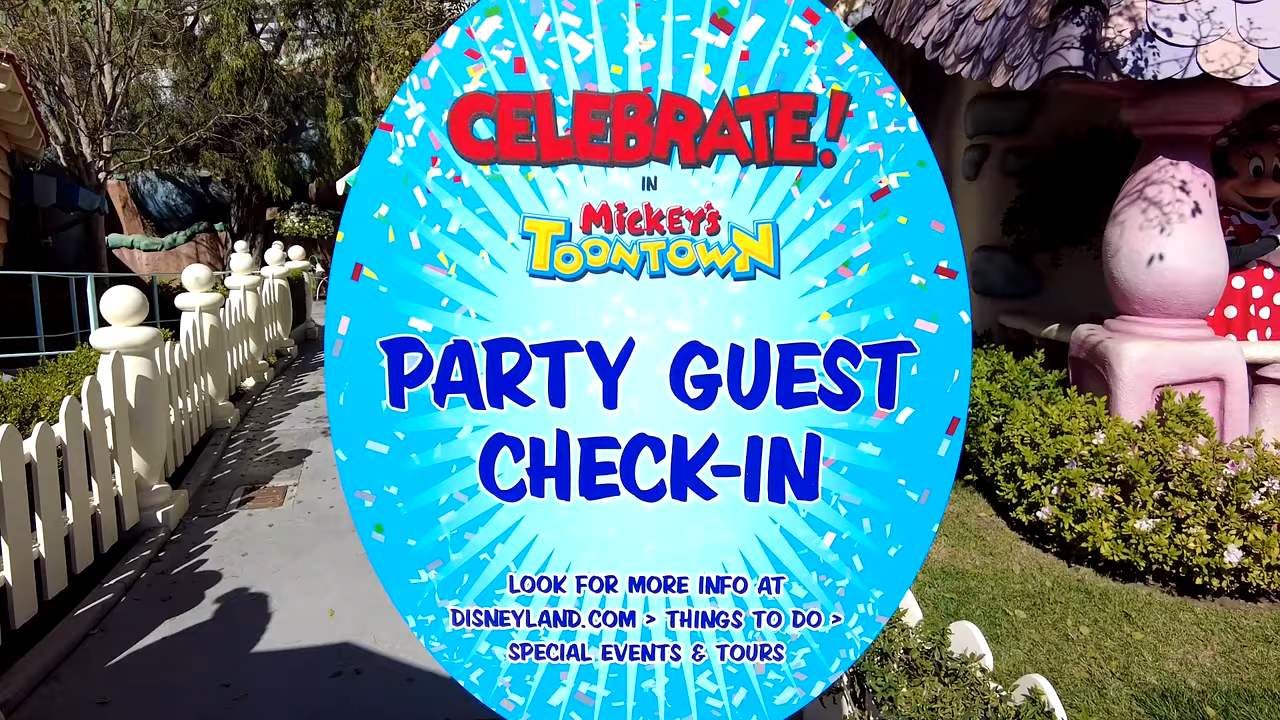 CELEBRATE!
IN
MICKEY'S
TOONTOWN
PARTY GUEST
CHECK-IN
LOOK FOR MORE INFO AT
DISNEYLAND.COM > THINGS TO DO >
SPECIAL EVENTS & TOURS